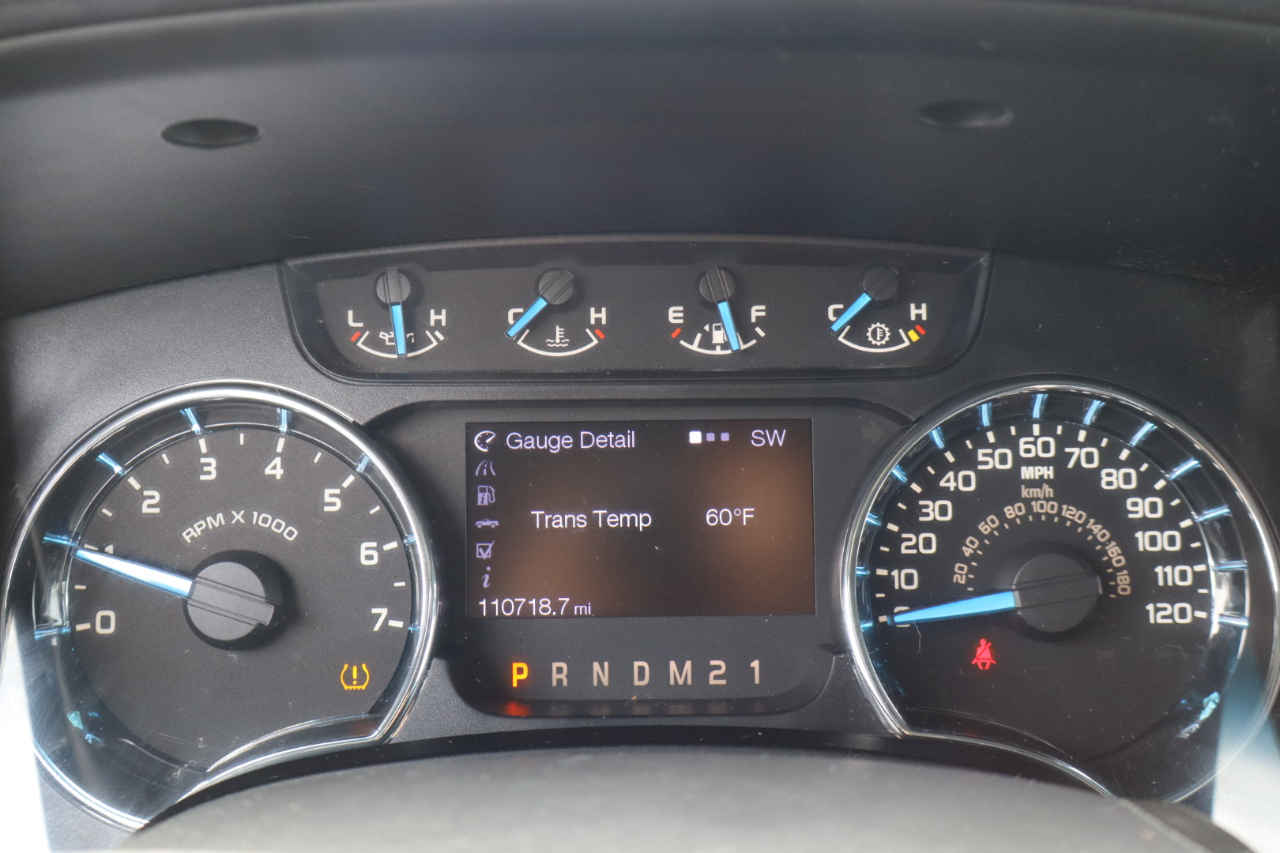 L H
C H
E F
C H
0 1 2 3 4 5 6 7
RPM X 1000
Gauge Detail SW
Trans Temp 60°F
110718.7 mi
P R N D M 2 1
0 10 20 30 40 50 60 70 80 90 100 110 120
MPH
km/h
20 40 60 80 100 120 140 160 180